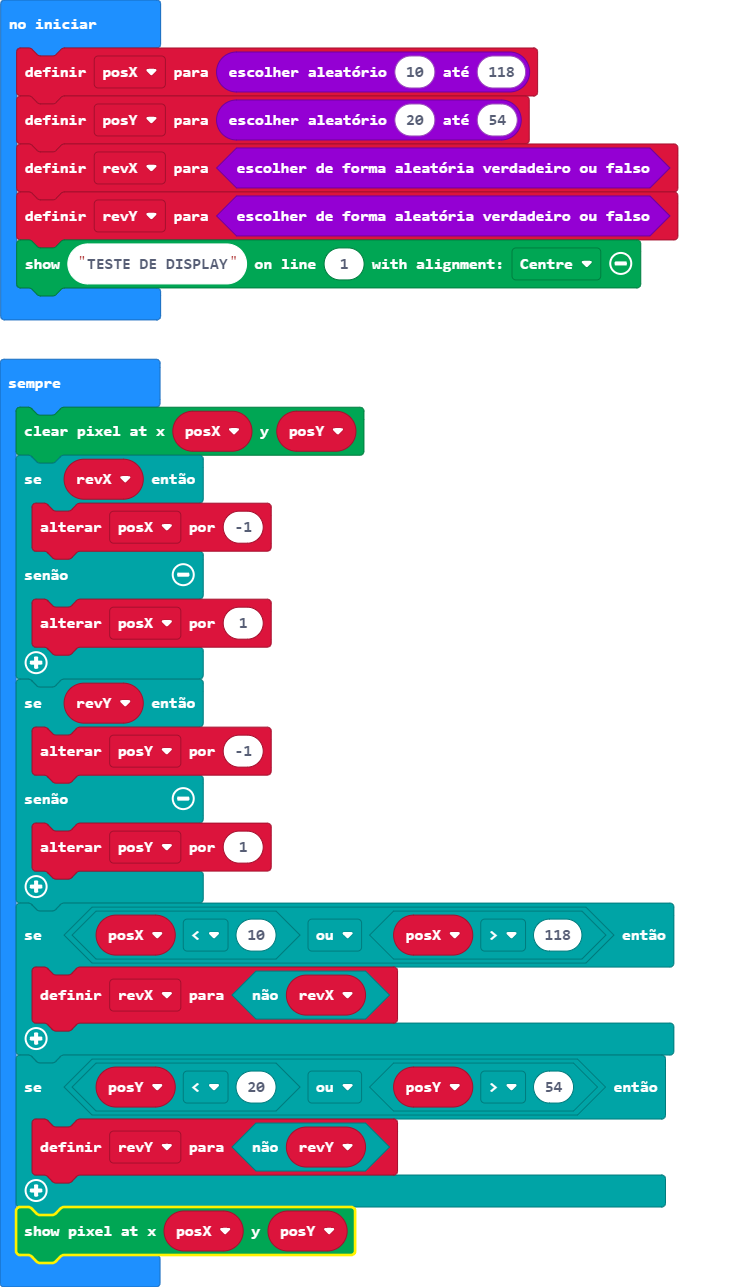 no iniciar
definir posX para escolher aleatório 10 até 118
definir posY para escolher aleatório 20 até 54
definir revX para escolher de forma aleatória verdadeiro ou falso
definir revY para escolher de forma aleatória verdadeiro ou falso
show "TESTE DE DISPLAY" on line 1 with alignment: Centre
sempre
clear pixel at x posX y posY
se revX então
alterar posX por -1
senão
alterar posX por 1
se revY então
alterar posY por -1
senão
alterar posY por 1
se posX < 10 ou posX > 118 então
definir revX para não revX
se posY < 20 ou posY > 54 então
definir revY para não revY
show pixel at x posX y posY